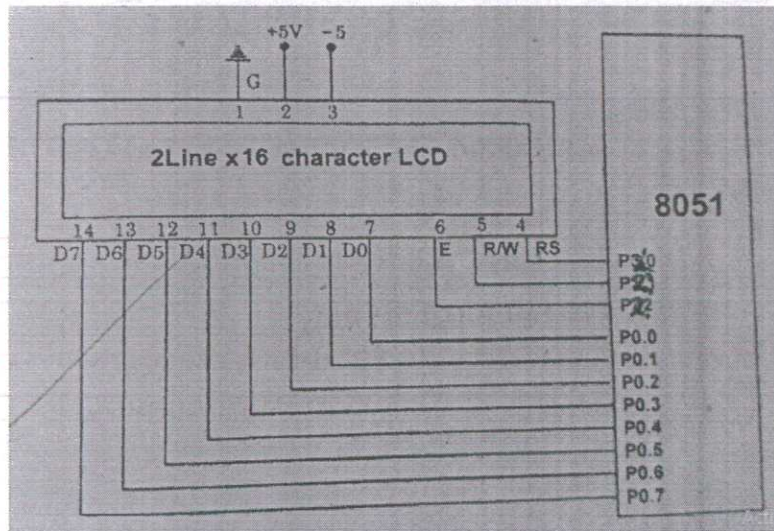 +5V -5
G
1 2 3
2Line x16 character LCD
8051
14 13 12 11 10 9 8 7 6 5 4
D7 D6 D5 D4 D3 D2 D1 D0 E R/W RS
P0.0
P0.1
P0.2
P0.3
P0.4
P0.5
P0.6
P0.7